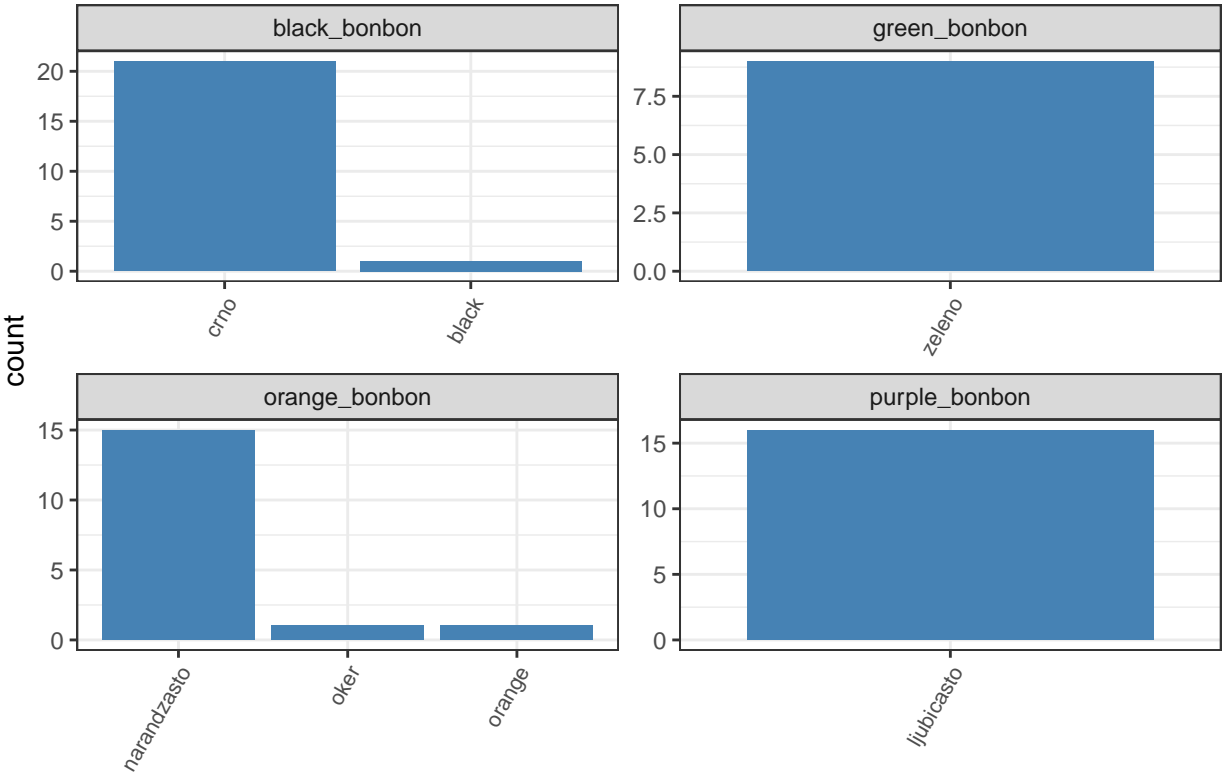 black_bonbon
20
15
10
5
0
crno
black
green_bonbon
7.5
5.0
2.5
0.0
zeleno
count
orange_bonbon
15
10
5
0
narandzasto
oker
orange
purple_bonbon
15
10
5
0
ljubicasto